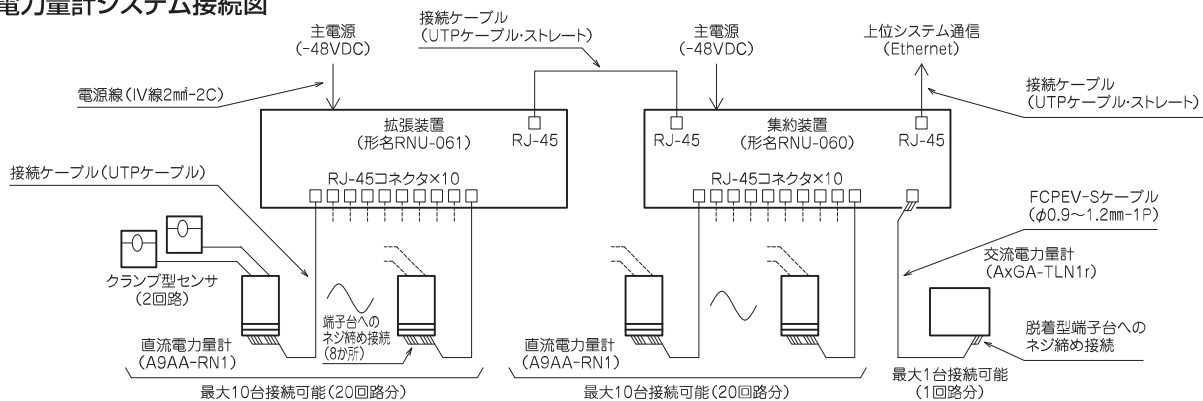 電力量計システム接続図
主電源
(-48VDC)
接続ケーブル
(UTPケーブル・ストレート)
主電源
(-48VDC)
上位システム通信
(Ethernet)
電源線(IV線2m㎡-2C)
接続ケーブル
(UTPケーブル・ストレート)
拡張装置
(形名RNU-061)
RJ-45
RJ-45
集約装置
(形名RNU-060)
RJ-45
接続ケーブル(UTPケーブル)
RJ-45コネクタ×10
RJ-45コネクタ×10
FCPEV-Sケーブル
(φ0.9~1.2mm-1P)
クランプ型センサ
(2回路)
交流電力量計
(AxGA-TLN1r)
端子台への
ネジ締め接続
(8か所)
直流電力量計
(A9AA-RN1)
直流電力量計
(A9AA-RN1)
脱着型端子台への
ネジ締め接続
最大10台接続可能(20回路分)
最大10台接続可能(20回路分)
最大1台接続可能
(1回路分)